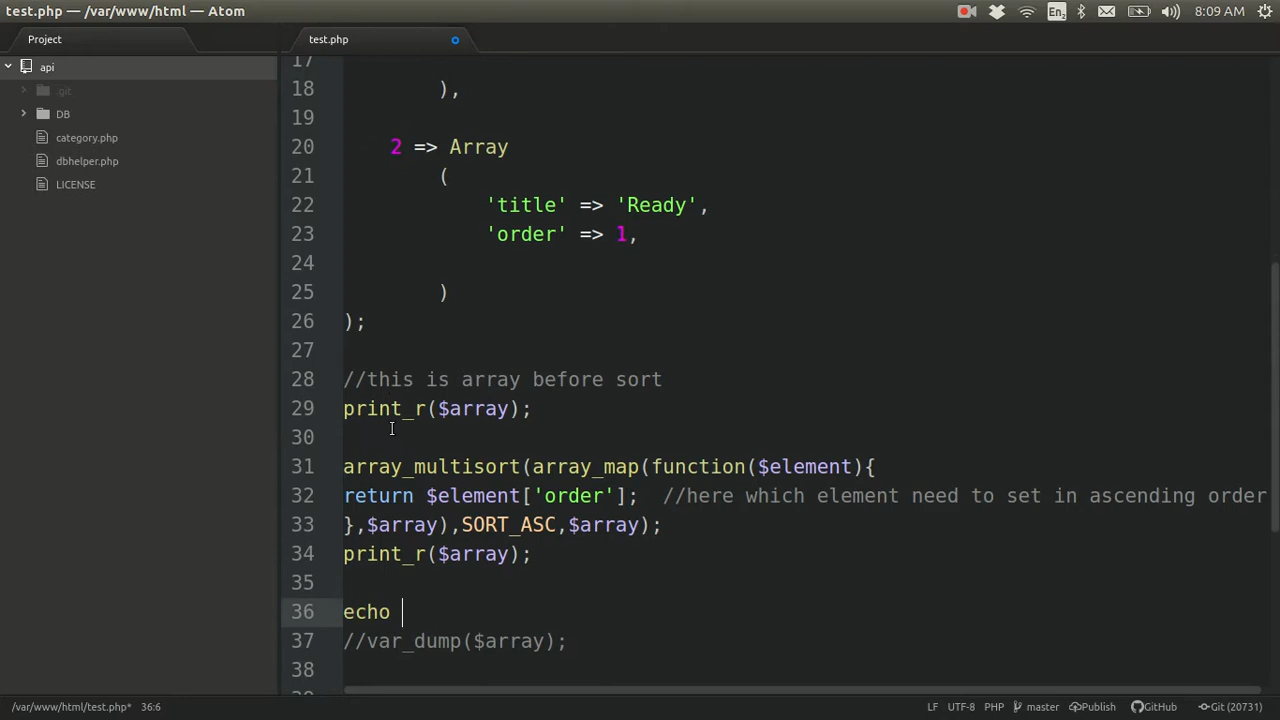 test.php — /var/www/html — Atom
En2
8:09 AM
Project
test.php
api
.git
DB
category.php
dbhelper.php
LICENSE
17
18 ),
19
20 2 => Array
21 (
22 'title' => 'Ready',
23 'order' => 1,
24
25 )
26 );
27
28 //this is array before sort
29 print_r($array);
30
31 array_multisort(array_map(function($element){
32 return $element['order']; //here which element need to set in ascending order
33 },$array),SORT_ASC,$array);
34 print_r($array);
35
36 echo
37 //var_dump($array);
38
/var/www/html/test.php* 36:6
LF UTF-8 PHP master Publish GitHub Git (20731)